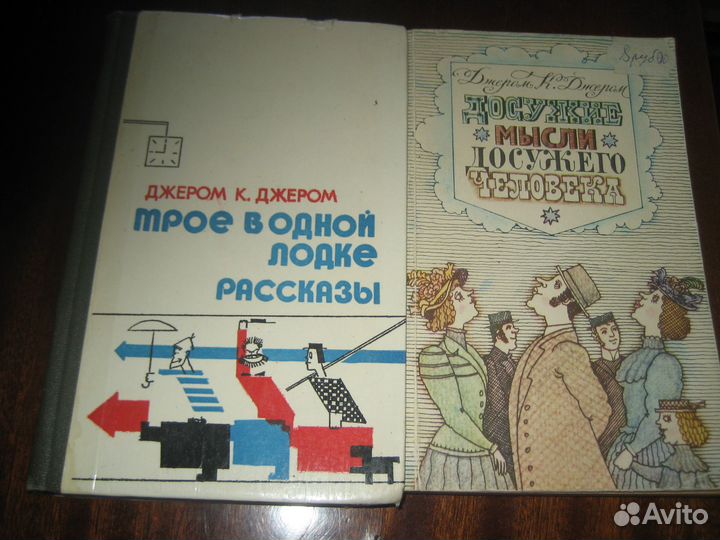 ДЖЕРОМ К. ДЖЕРОМ
трое в одной
лодке
рассказы
Джером К. Джером
ДОСУЖИЕ
МЫСЛИ
ДОСУЖЕГО
ЧЕЛОВЕКА
Avito